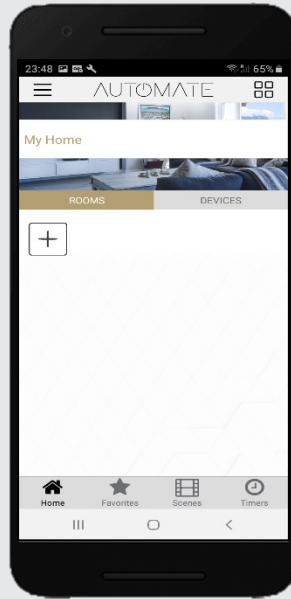 23:48 65%
AUTOMATE
My Home
ROOMS DEVICES
Home Favorites Scenes Timers